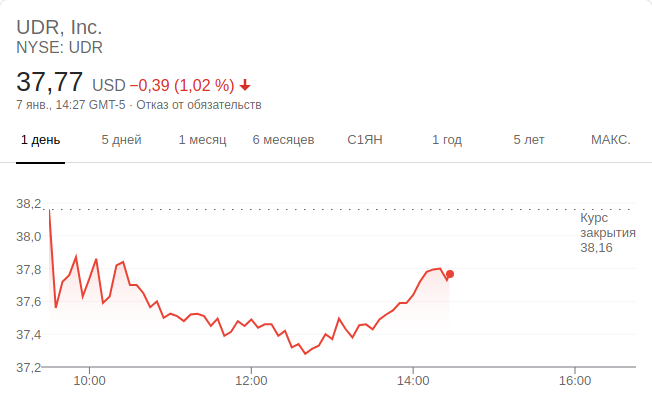 UDR, Inc.
NYSE: UDR
37,77 USD −0,39 (1,02 %)
7 янв., 14:27 GMT-5 · Отказ от обязательств
1 день 5 дней 1 месяц 6 месяцев С1ЯН 1 год 5 лет МАКС.
38,2
Курс
закрытия
38,16
38,0
37,8
37,6
37,4
37,2
10:00 12:00 14:00 16:00